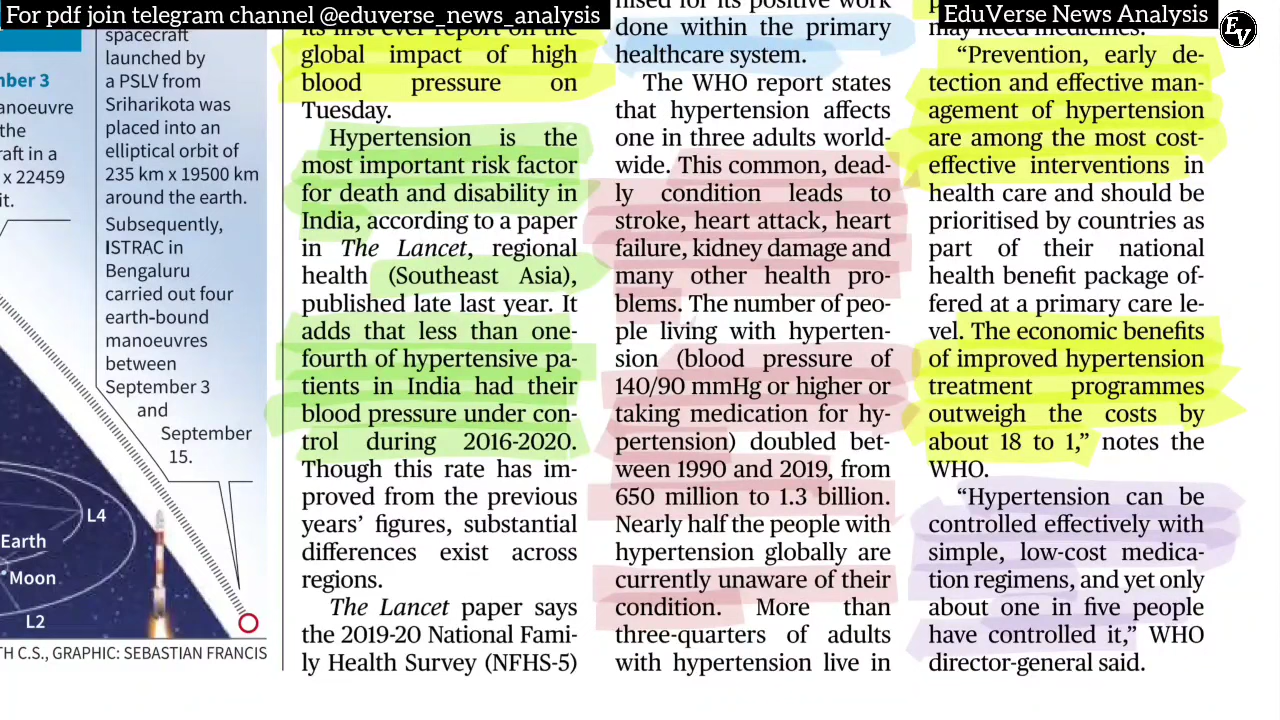 For pdf join telegram channel @eduverse_news_analysis
EduVerse News Analysis
EV
spacecraft
launched by
a PSLV from
Sriharikota was
placed into an
elliptical orbit of
235 km x 19500 km
around the earth.
Subsequently,
ISTRAC in
Bengaluru
carried out four
earth-bound
manoeuvres
between
September 3
and
September
15.
L4
Earth
Moon
L2
C.S., GRAPHIC: SEBASTIAN FRANCIS
its first ever report on the
global impact of high
blood pressure on
Tuesday.
Hypertension is the
most important risk factor
for death and disability in
India, according to a paper
in The Lancet, regional
health (Southeast Asia),
published late last year. It
adds that less than one-
fourth of hypertensive pa-
tients in India had their
blood pressure under con-
trol during 2016-2020.
Though this rate has im-
proved from the previous
years’ figures, substantial
differences exist across
regions.
The Lancet paper says
the 2019-20 National Fami-
ly Health Survey (NFHS-5)
nised for its positive work
done within the primary
healthcare system.
The WHO report states
that hypertension affects
one in three adults world-
wide. This common, dead-
ly condition leads to
stroke, heart attack, heart
failure, kidney damage and
many other health pro-
blems. The number of peo-
ple living with hyperten-
sion (blood pressure of
140/90 mmHg or higher or
taking medication for hy-
pertension) doubled bet-
ween 1990 and 2019, from
650 million to 1.3 billion.
Nearly half the people with
hypertension globally are
currently unaware of their
condition. More than
three-quarters of adults
with hypertension live in
may need medicines.
“Prevention, early de-
tection and effective man-
agement of hypertension
are among the most cost-
effective interventions in
health care and should be
prioritised by countries as
part of their national
health benefit package of-
fered at a primary care le-
vel. The economic benefits
of improved hypertension
treatment programmes
outweigh the costs by
about 18 to 1,” notes the
WHO.
“Hypertension can be
controlled effectively with
simple, low-cost medica-
tion regimens, and yet only
about one in five people
have controlled it,” WHO
director-general said.